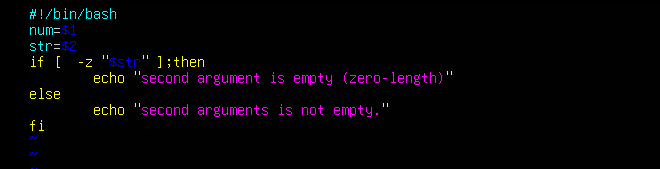 #!/bin/bash
num=$1
str=$2
if [  -z "$str" ];then
        echo "second argument is empty (zero-length)"
else
        echo "second arguments is not empty."
fi
~
~
~